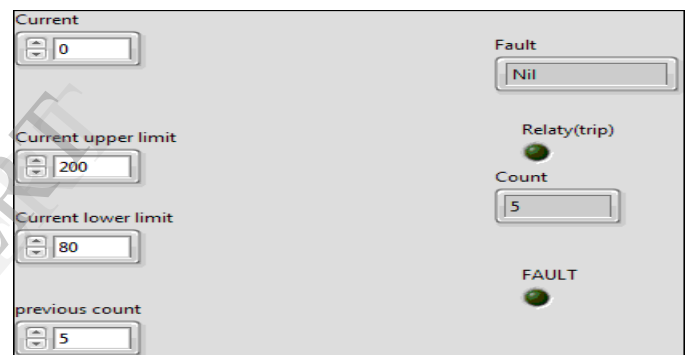 Current
0
Fault
Nil
Current upper limit
200
Relaty(trip)
Count
5
Current lower limit
80
FAULT
previous count
5